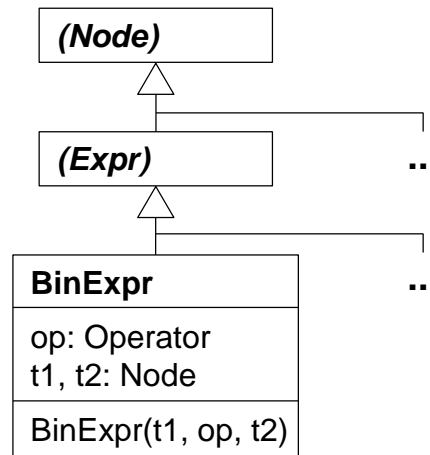 (Node)
(Expr)
..
BinExpr
..
op: Operator
t1, t2: Node
BinExpr(t1, op, t2)